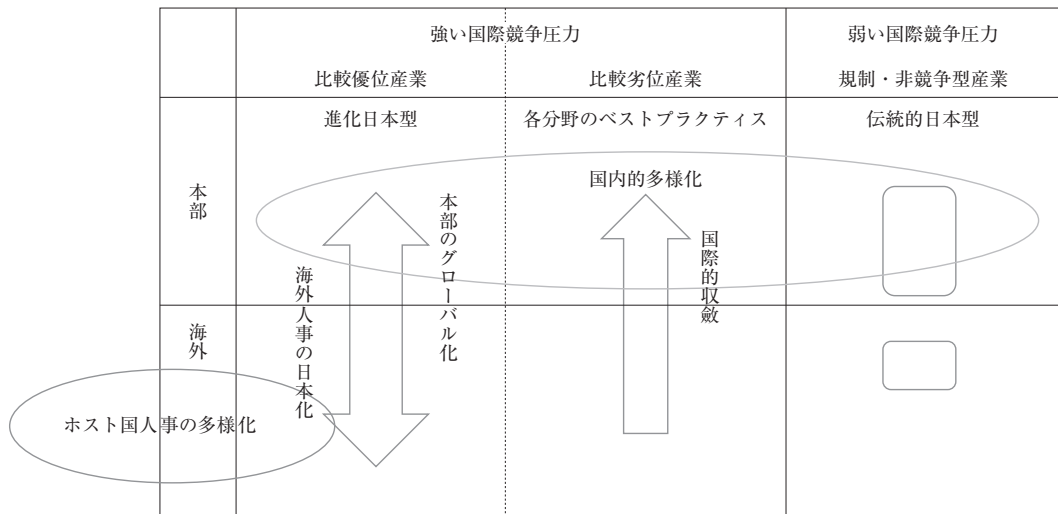 強い国際競争圧力
弱い国際競争圧力
比較優位産業
比較劣位産業
規制・非競争型産業
進化日本型
各分野のベストプラクティス
伝統的日本型
本部
国内的多様化
本部のグローバル化
国際的収斂
海外人事の日本化
海外
ホスト国人事の多様化